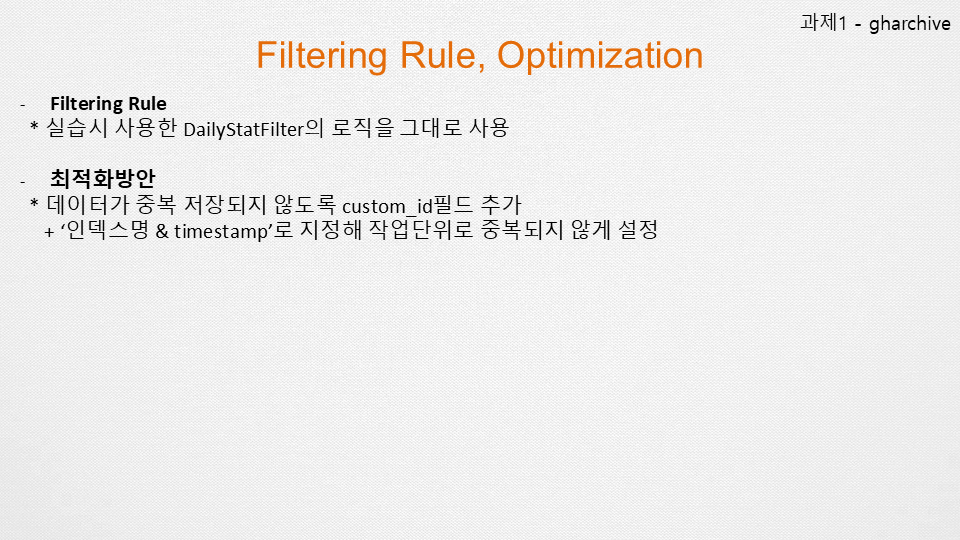 과제1 - gharchive
Filtering Rule, Optimization
- Filtering Rule
* 실습시 사용한 DailyStatFilter의 로직을 그대로 사용
- 최적화방안
* 데이터가 중복 저장되지 않도록 custom_id필드 추가
+ ‘인덱스명 & timestamp’로 지정해 작업단위로 중복되지 않게 설정